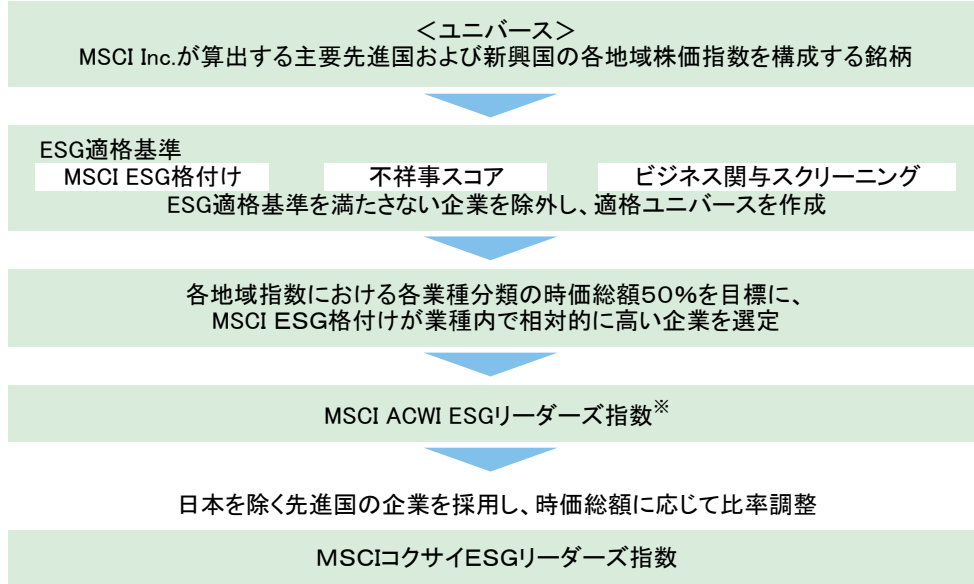 ＜ユニバース＞
MSCI Inc.が算出する主要先進国および新興国の各地域株価指数を構成する銘柄
ESG適格基準
MSCI ESG格付け 不祥事スコア ビジネス関与スクリーニング
ESG適格基準を満たさない企業を除外し、適格ユニバースを作成
各地域指数における各業種分類の時価総額５０％を目標に、
MSCI ＥＳＧ格付けが業種内で相対的に高い企業を選定
MSCI ACWI ESGリーダーズ指数※
日本を除く先進国の企業を採用し、時価総額に応じて比率調整
ＭＳＣＩコクサイＥＳＧリーダーズ指数